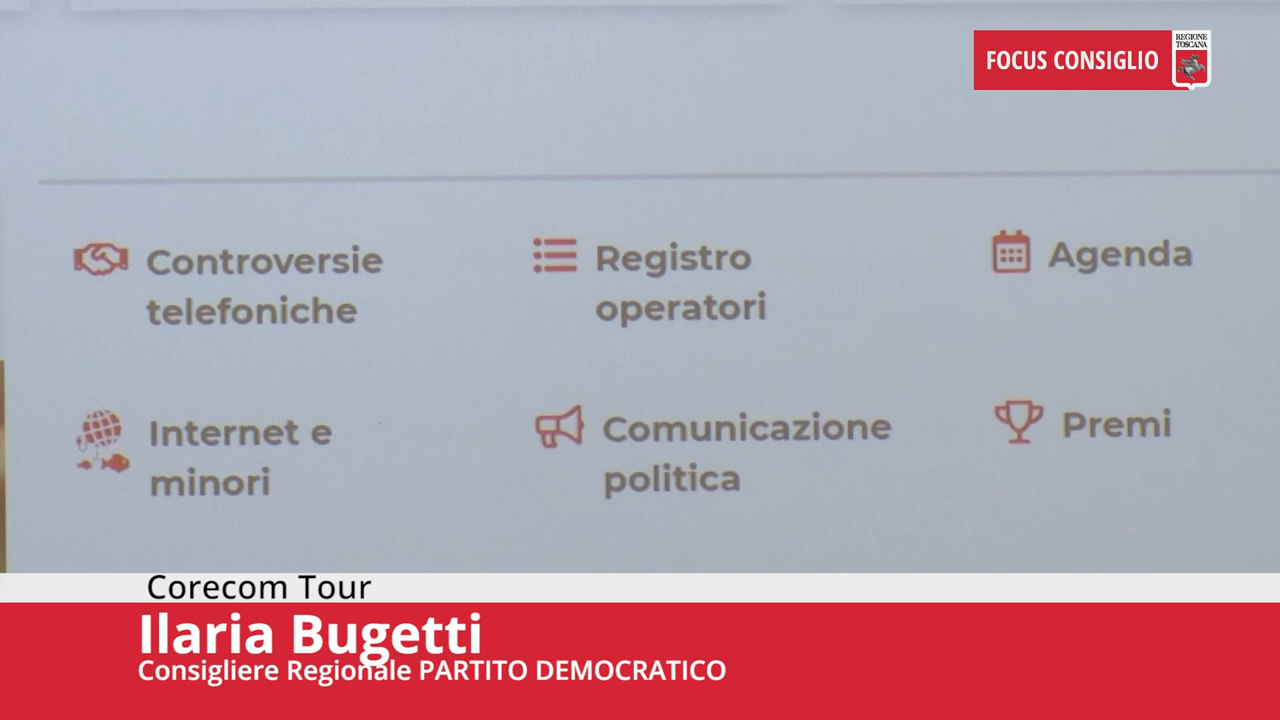 FOCUS CONSIGLIO
REGIONE
TOSCANA
Controversie
telefoniche
Registro
operatori
Agenda
Internet e
minori
Comunicazione
politica
Premi
Corecom Tour
Ilaria Bugetti
Consigliere Regionale PARTITO DEMOCRATICO